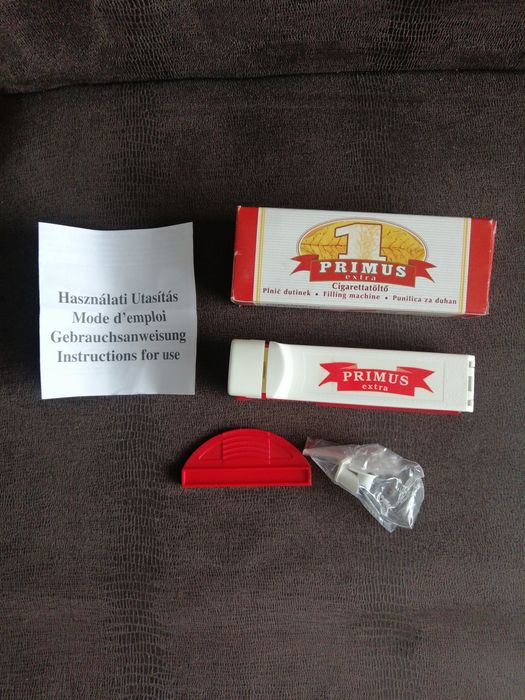 Használati Utasítás
Mode d'emploi
Gebrauchsanweisung
Instructions for use
1
PRIMUS
extra
Cigarettatöltő
Plnič dutinek • Filling machine • Punilica za duhan
PRIMUS
extra